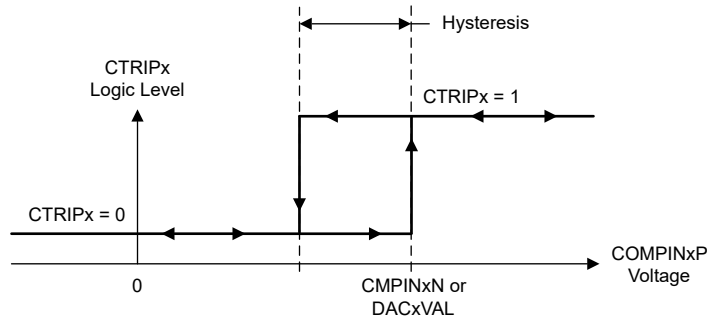 Hysteresis
CTRIPx
Logic Level
CTRIPx = 1
CTRIPx = 0
COMPINxP
Voltage
0
CMPINxN or
DACxVAL